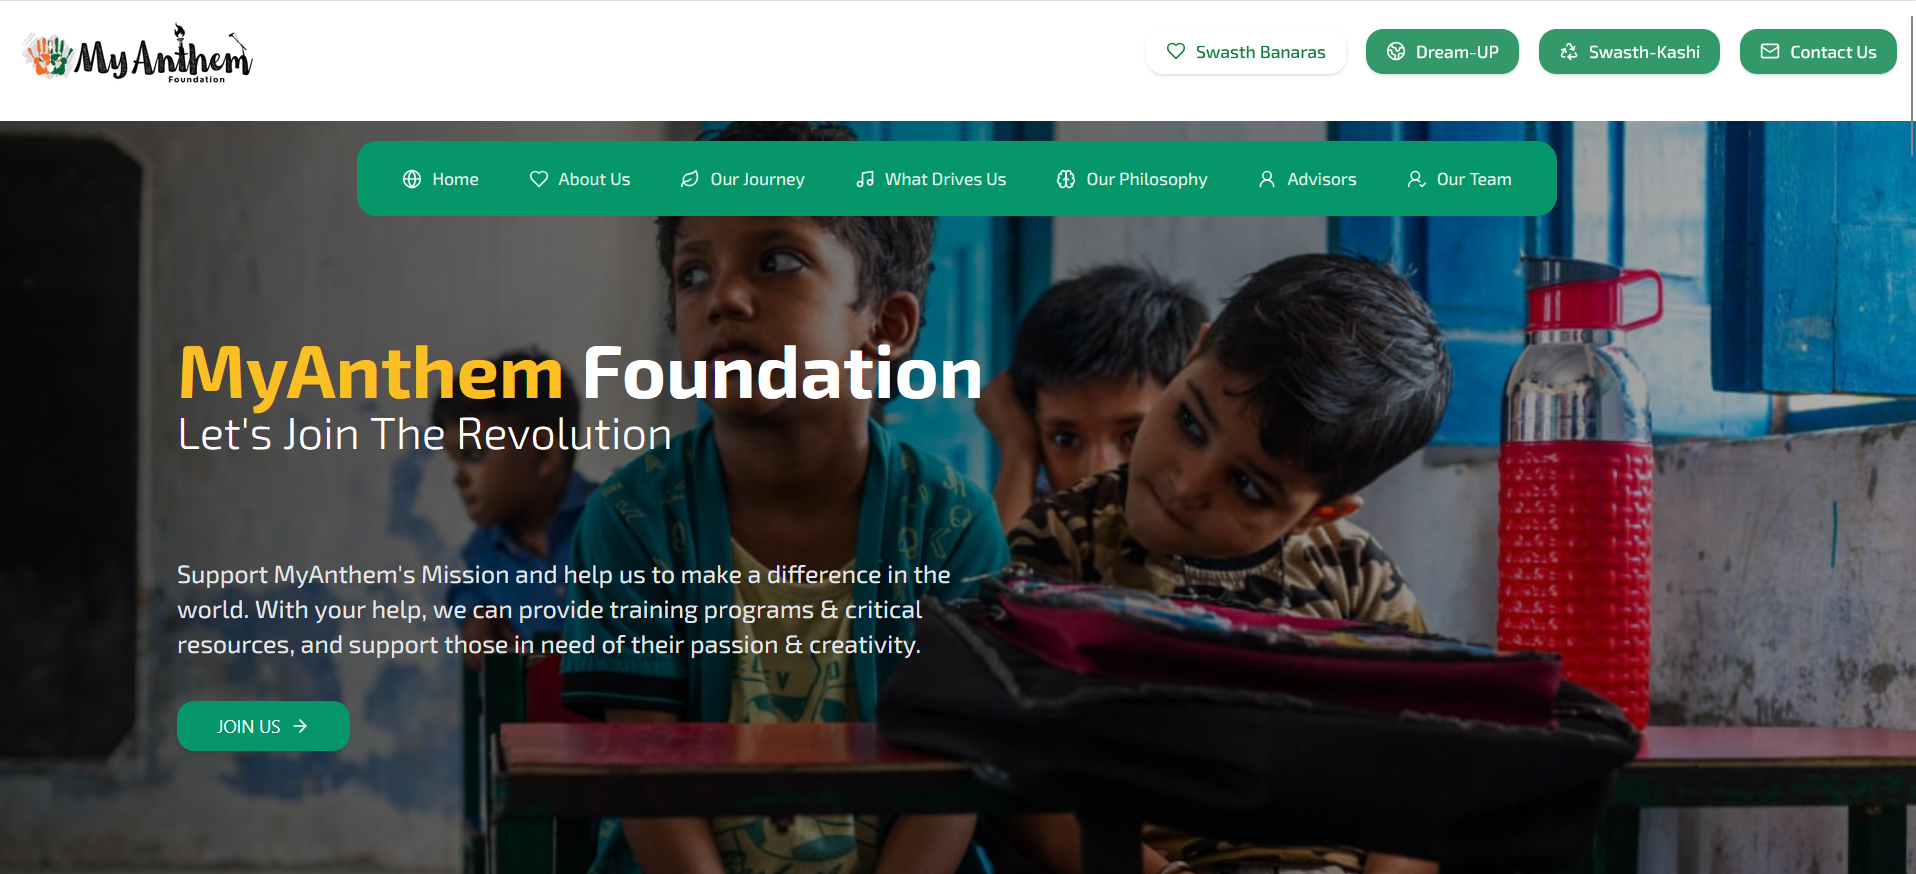 My Anthem
Foundation
Swasth Banaras
Dream-UP
Swasth-Kashi
Contact Us
Home
About Us
Our Journey
What Drives Us
Our Philosophy
Advisors
Our Team
MyAnthem Foundation
Let's Join The Revolution
Support MyAnthem's Mission and help us to make a difference in the
world. With your help, we can provide training programs & critical
resources, and support those in need of their passion & creativity.
JOIN US